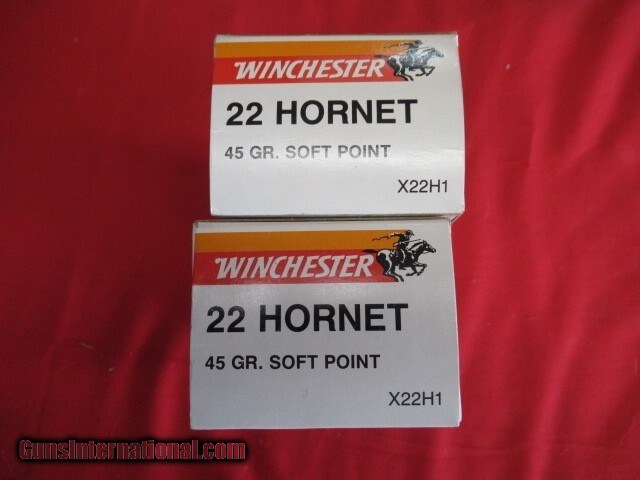 WINCHESTER
22 HORNET
45 GR. SOFT POINT
X22H1
WINCHESTER
22 HORNET
45 GR. SOFT POINT
X22H1
GunsInternational.com